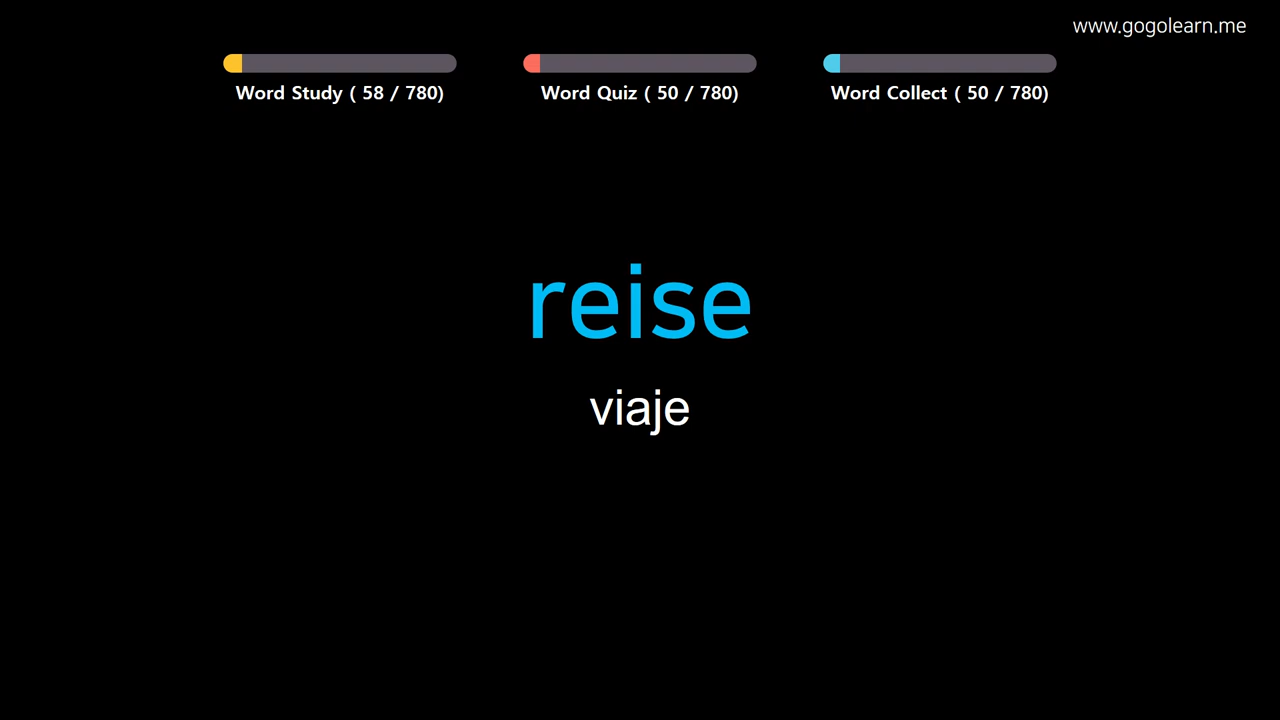 www.gogolearn.me
Word Study ( 58 / 780)
Word Quiz ( 50 / 780)
Word Collect ( 50 / 780)
reise
viaje